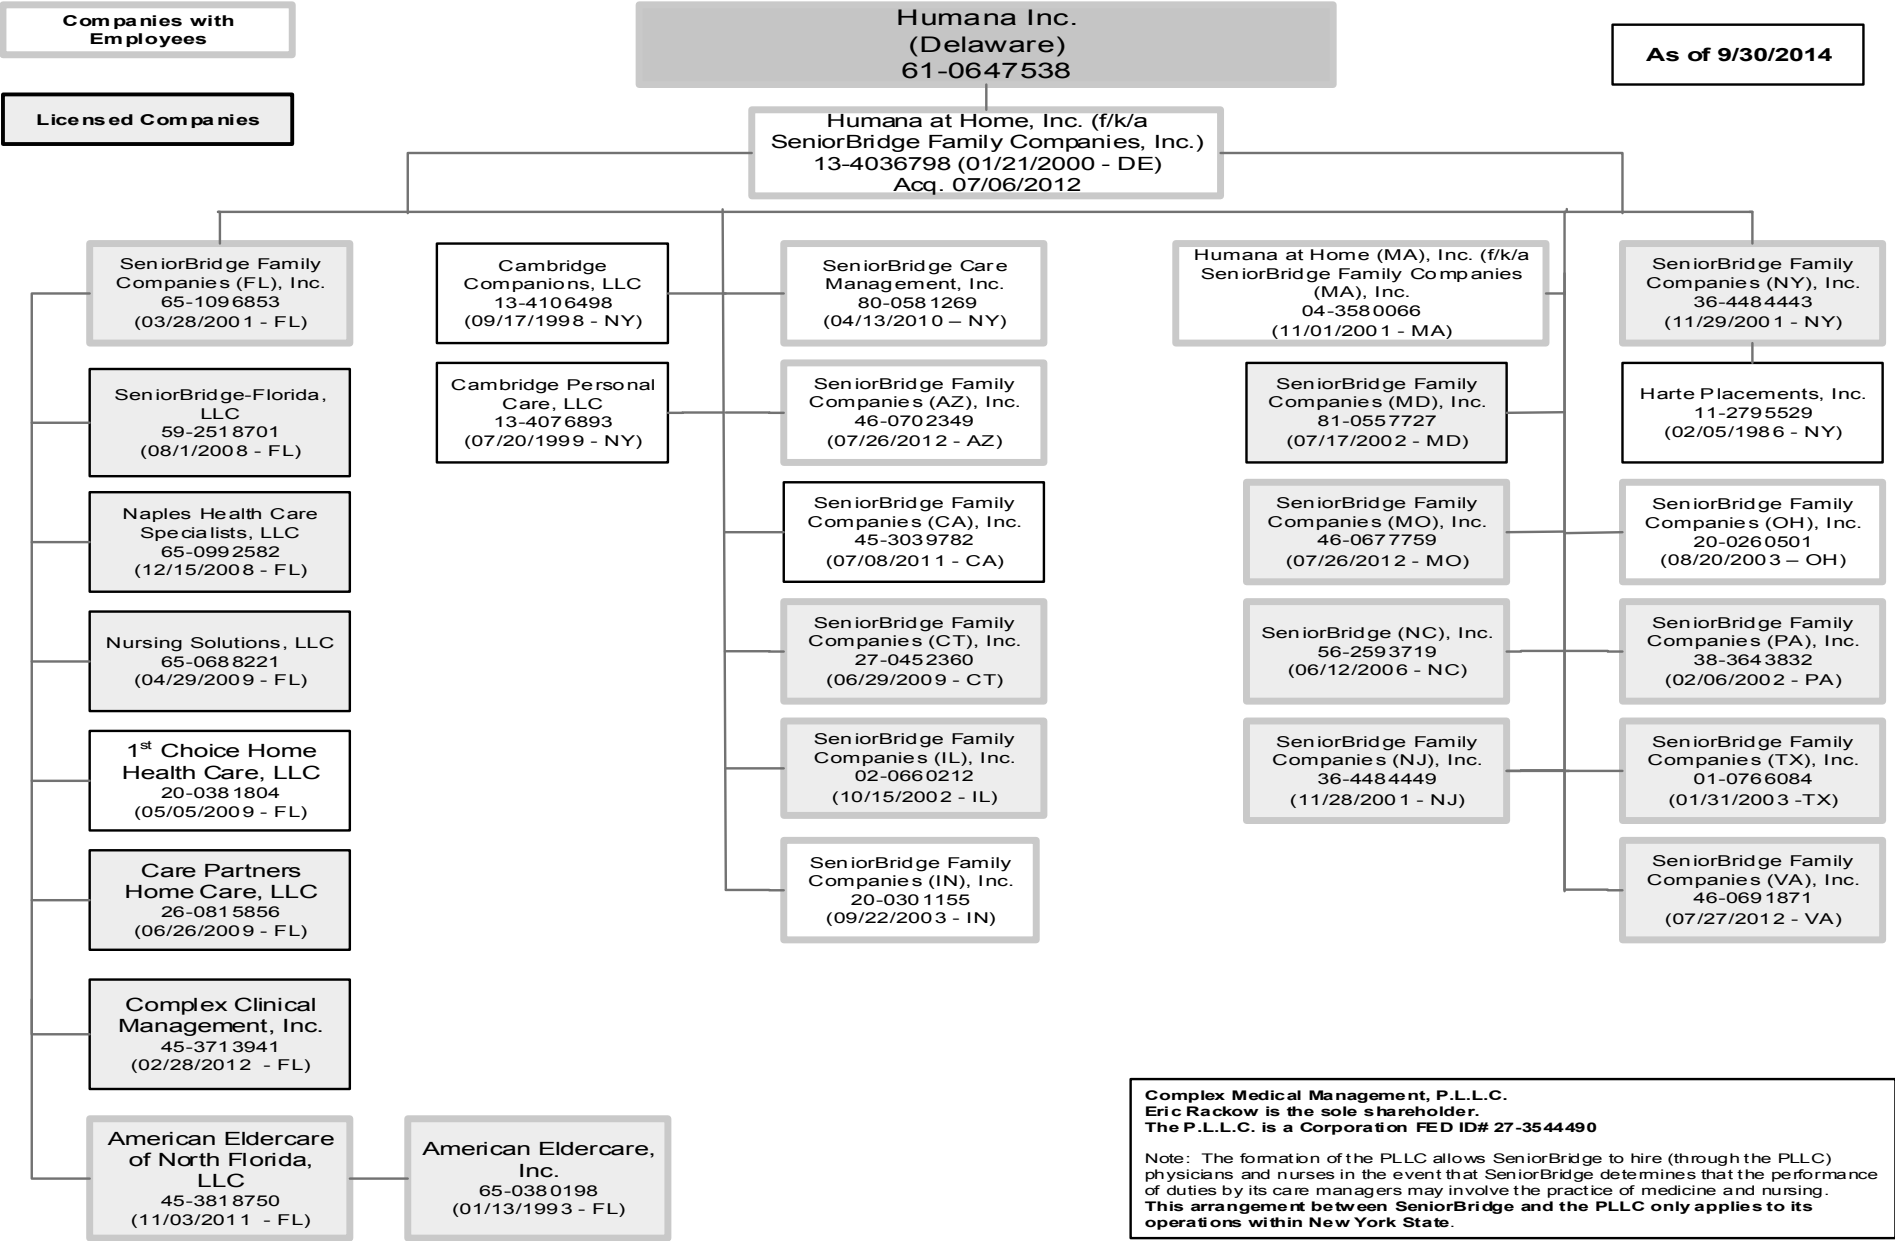 Companies with
Employees
Licensed Companies
Humana Inc.
(Delaware)
61-0647538
As of 9/30/2014
Humana at Home, Inc. (f/k/a
SeniorBridge Family Companies, Inc.)
13-4036798 (01/21/2000 - DE)
Acq. 07/06/2012
SeniorBridge Family
Companies (FL), Inc.
65-1096853
(03/28/2001 - FL)
SeniorBridge-Florida,
LLC
59-2518701
(08/1/2008 - FL)
Naples Health Care
Specialists, LLC
65-0992582
(12/15/2008 - FL)
Nursing Solutions, LLC
65-0688221
(04/29/2009 - FL)
1st Choice Home
Health Care, LLC
20-0381804
(05/05/2009 - FL)
Care Partners
Home Care, LLC
26-0815856
(06/26/2009 - FL)
Complex Clinical
Management, Inc.
45-3713941
(02/28/2012 - FL)
American Eldercare
of North Florida,
LLC
45-3818750
(11/03/2011 - FL)
American Eldercare,
Inc.
65-0380198
(01/13/1993 - FL)
Cambridge
Companions, LLC
13-4106498
(09/17/1998 - NY)
Cambridge Personal
Care, LLC
13-4076893
(07/20/1999 - NY)
SeniorBridge Care
Management, Inc.
80-0581269
(04/13/2010 – NY)
SeniorBridge Family
Companies (AZ), Inc.
46-0702349
(07/26/2012 - AZ)
SeniorBridge Family
Companies (CA), Inc.
45-3039782
(07/08/2011 - CA)
SeniorBridge Family
Companies (CT), Inc.
27-0452360
(06/29/2009 - CT)
SeniorBridge Family
Companies (IL), Inc.
02-0660212
(10/15/2002 - IL)
SeniorBridge Family
Companies (IN), Inc.
20-0301155
(09/22/2003 - IN)
Humana at Home (MA), Inc. (f/k/a
SeniorBridge Family Companies
(MA), Inc.
04-3580066
(11/01/2001 - MA)
SeniorBridge Family
Companies (MD), Inc.
81-0557727
(07/17/2002 - MD)
SeniorBridge Family
Companies (MO), Inc.
46-0677759
(07/26/2012 - MO)
SeniorBridge (NC), Inc.
56-2593719
(06/12/2006 - NC)
SeniorBridge Family
Companies (NJ), Inc.
36-4484449
(11/28/2001 - NJ)
SeniorBridge Family
Companies (NY), Inc.
36-4484443
(11/29/2001 - NY)
Harte Placements, Inc.
11-2795529
(02/05/1986 - NY)
SeniorBridge Family
Companies (OH), Inc.
20-0260501
(08/20/2003 – OH)
SeniorBridge Family
Companies (PA), Inc.
38-3643832
(02/06/2002 - PA)
SeniorBridge Family
Companies (TX), Inc.
01-0766084
(01/31/2003 -TX)
SeniorBridge Family
Companies (VA), Inc.
46-0691871
(07/27/2012 - VA)
Complex Medical Management, P.L.L.C.
Eric Rackow is the sole shareholder.
The P.L.L.C. is a Corporation FED ID# 27-3544490
Note: The formation of the PLLC allows SeniorBridge to hire (through the PLLC)
physicians and nurses in the event that SeniorBridge determines that the performance
of duties by its care managers may involve the practice of medicine and nursing.
This arrangement between SeniorBridge and the PLLC only applies to its
operations within New York State.